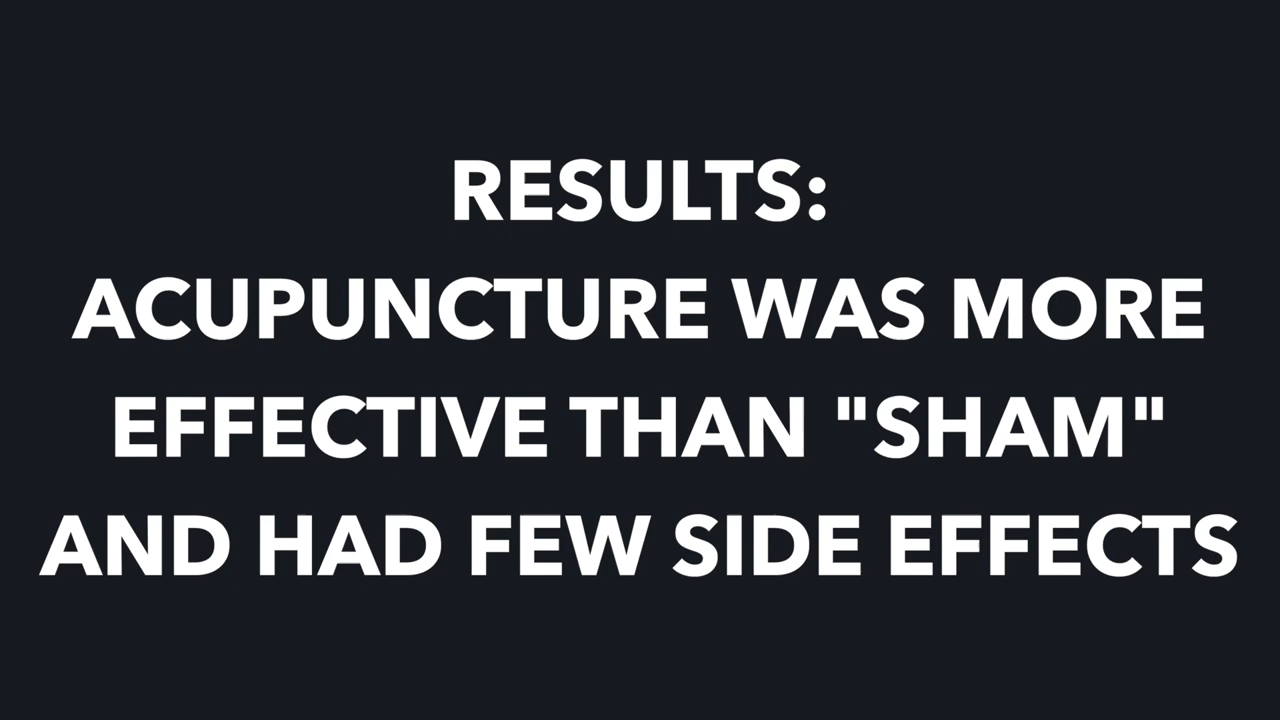 RESULTS:
ACUPUNCTURE WAS MORE
EFFECTIVE THAN "SHAM"
AND HAD FEW SIDE EFFECTS